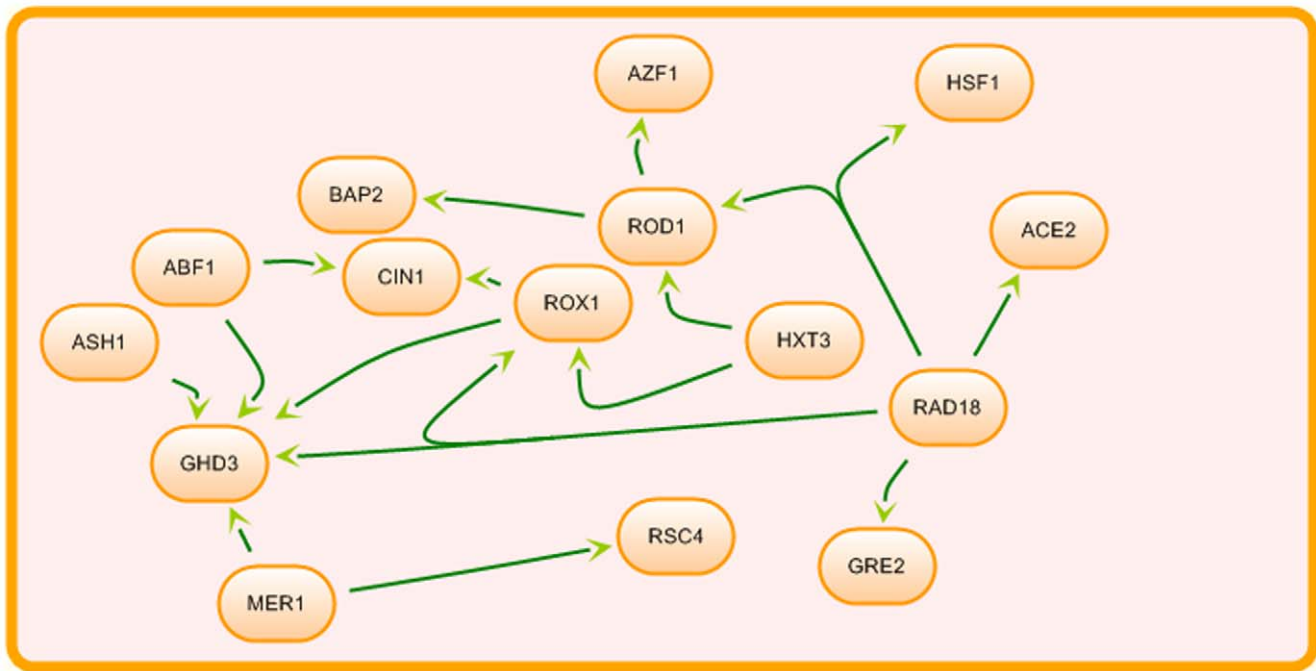 AZF1
HSF1
BAP2
ROD1
ACE2
ABF1
CIN1
ROX1
ASH1
HXT3
RAD18
GHD3
RSC4
GRE2
MER1